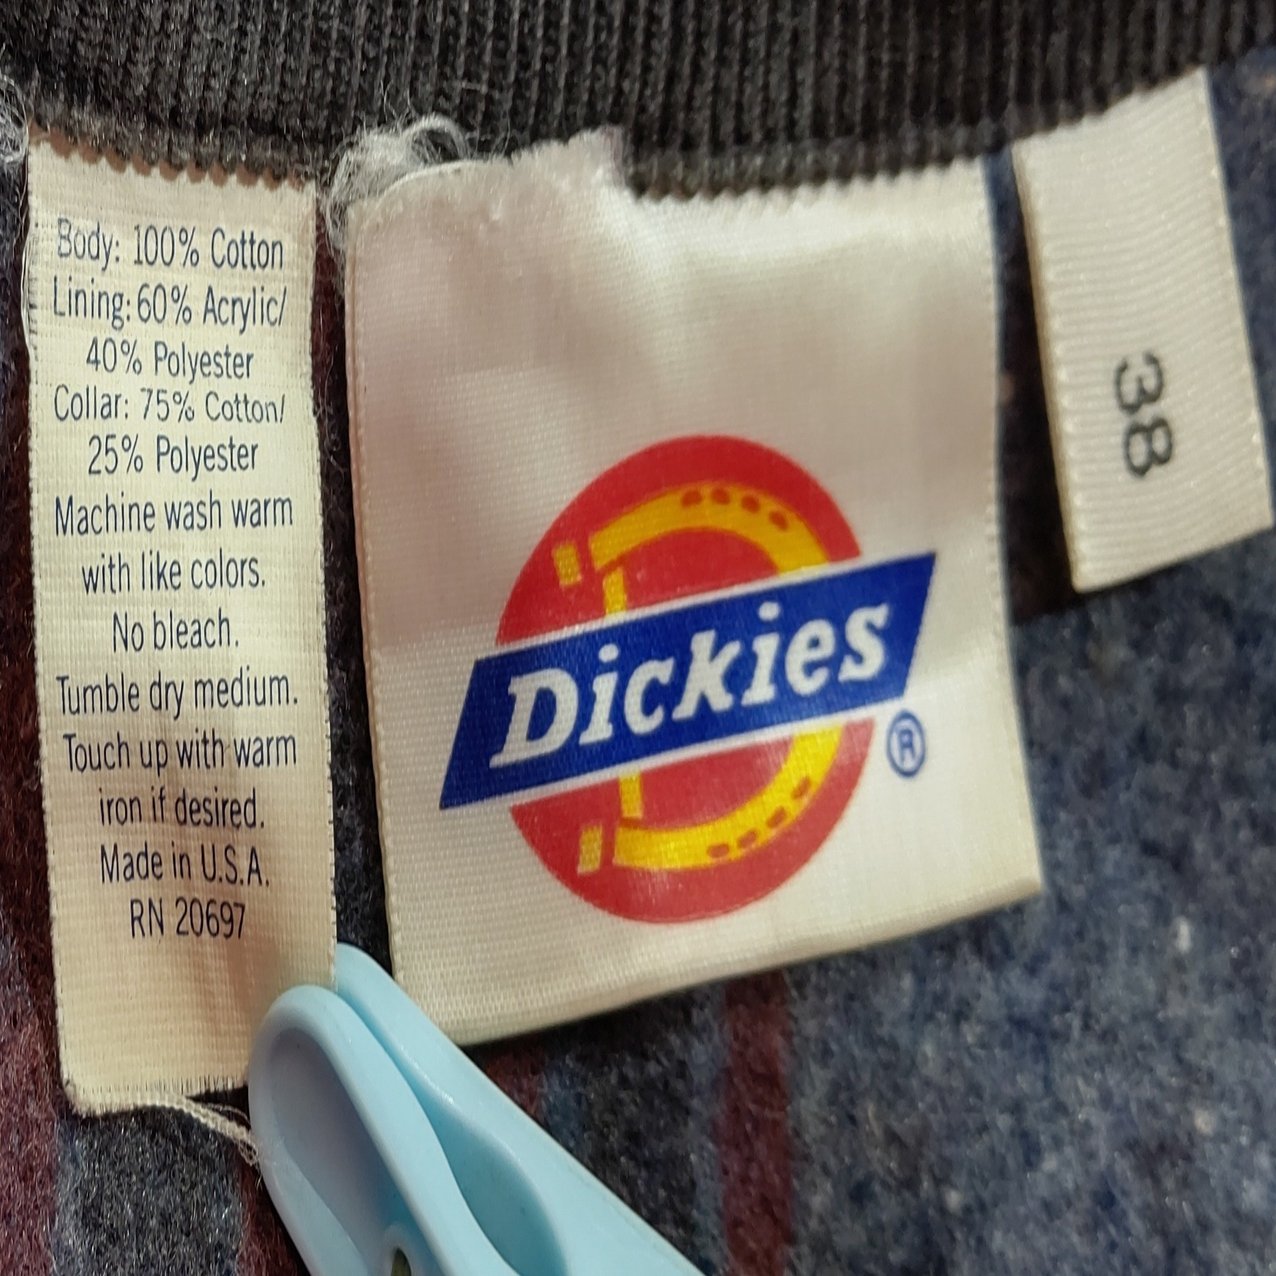 Body: 100% Cotton
Lining: 60% Acrylic/
40% Polyester
Collar: 75% Cotton/
25% Polyester
Machine wash warm
with like colors.
No bleach.
Tumble dry medium.
Touch up with warm
iron if desired.
Made in U.S.A.
RN 20697
Dickies
®
38